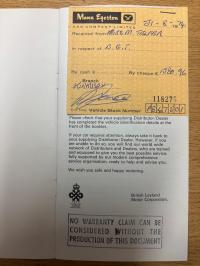 Mann Egerton
AND COMPANY LIMITED
21-8-74
Received from
In respect of
By cash £
By cheque £
Branch
118275
Vehicle Stock Number
Please check that your supplying Distributor/Dealer
has completed the vehicle identification details at the
front of the booklet.
If your car requires attention, always take it back to
your supplying Distributor/Dealer. However, if you
are unable to do so, you will find our world wide
network of Distributors and Dealers, who are trained
and equipped to give you the best possible service,
fully supported by our modern comprehensive
service organisation, ready to help and advise you.
We wish you safe and happy motoring.
British Leyland
Motor Corporation.
NO WARRANTY CLAIM CAN BE
CONSIDERED WITHOUT THE
PRODUCTION OF THIS DOCUMENT